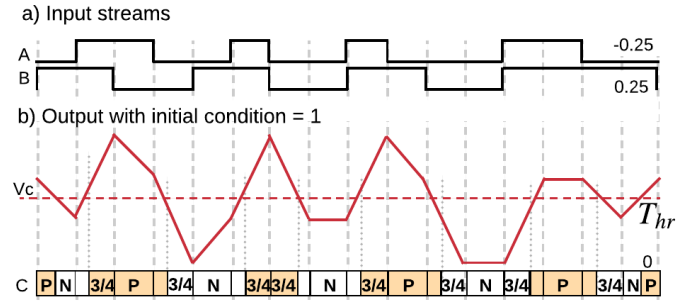 a) Input streams
A -0.25
B 0.25
b) Output with initial condition = 1
Vc
Thr
0
C P N 3/4 P 3/4 N 3/4 3/4 N 3/4 P 3/4 N 3/4 P 3/4 N P